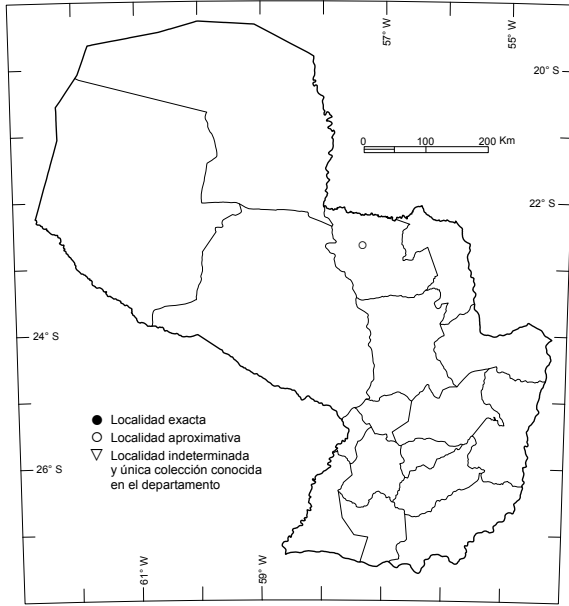 57° W
55° W
20° S
0 100 200 Km
22° S
24° S
● Localidad exacta
○ Localidad aproximativa
▽ Localidad indeterminada
y única colección conocida
en el departamento
26° S
61° W
59° W